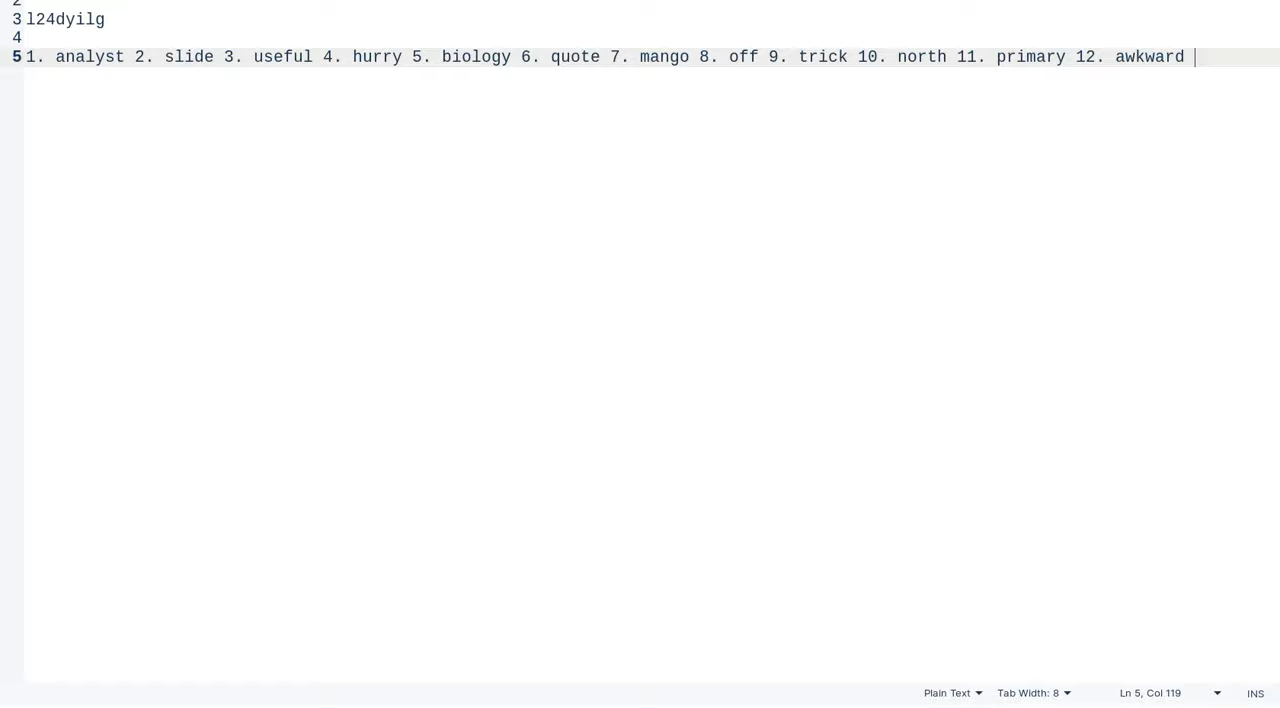 2
3 l24dyilg
4
5 1. analyst 2. slide 3. useful 4. hurry 5. biology 6. quote 7. mango 8. off 9. trick 10. north 11. primary 12. awkward
Plain Text Tab Width: 8 Ln 5, Col 119 INS